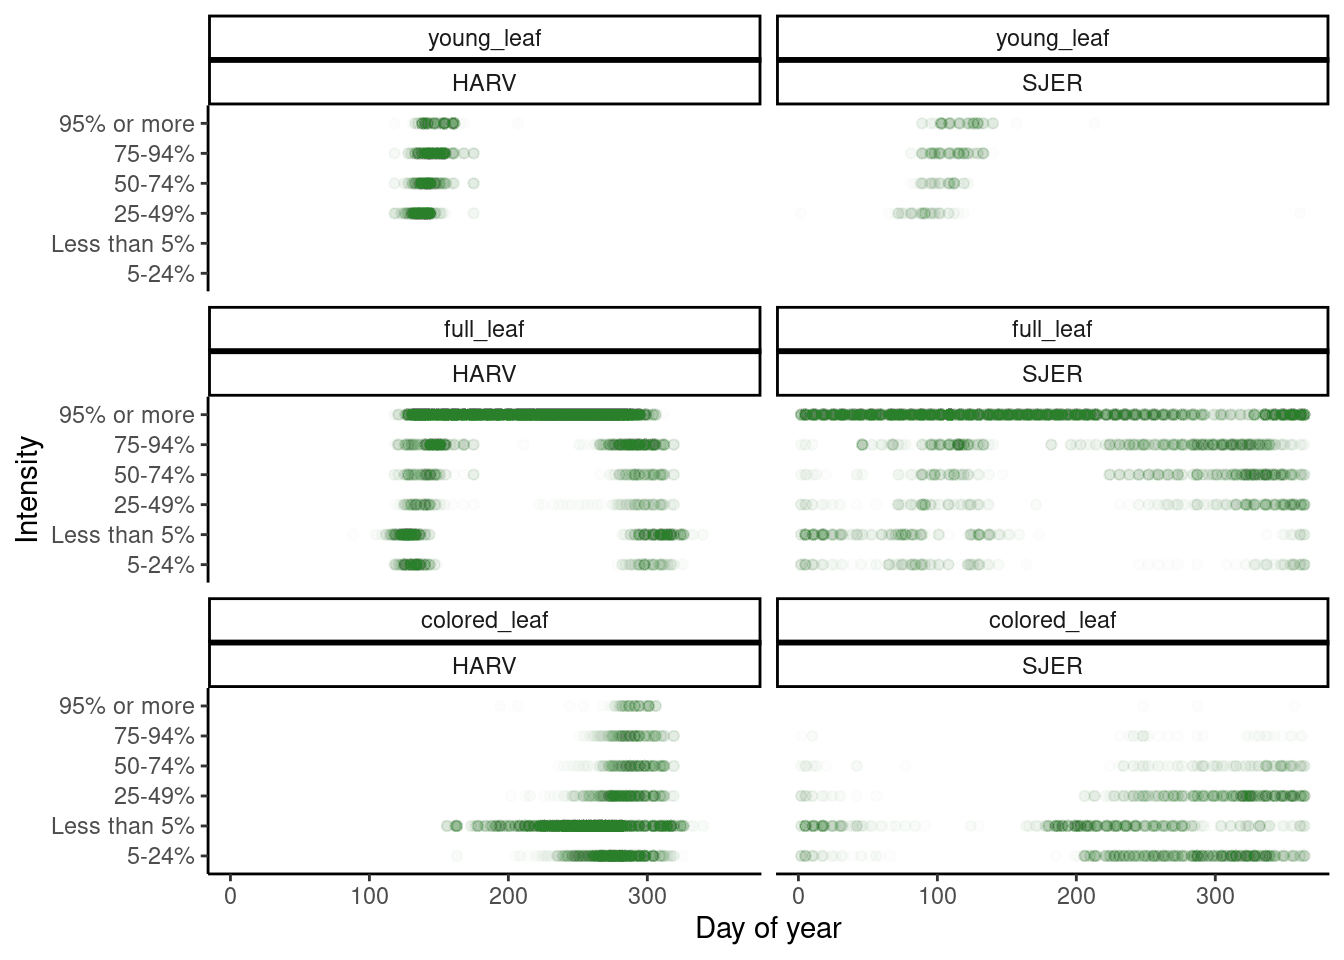 young_leaf young_leaf
HARV SJER
95% or more
75-94%
50-74%
25-49%
Less than 5%
5-24%
full_leaf full_leaf
HARV SJER
95% or more
75-94%
50-74%
25-49%
Less than 5%
5-24%
Intensity
colored_leaf colored_leaf
HARV SJER
95% or more
75-94%
50-74%
25-49%
Less than 5%
5-24%
0 100 200 300 0 100 200 300
Day of year